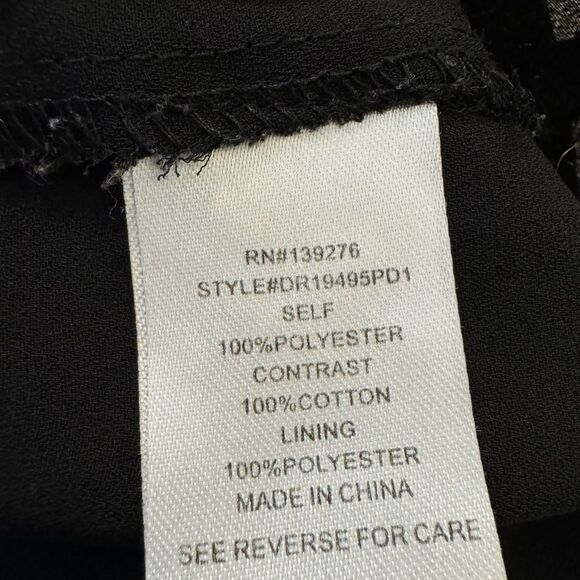 RN#139276
STYLE#DR19495PD1
SELF
100%POLYESTER
CONTRAST
100%COTTON
LINING
100%POLYESTER
MADE IN CHINA
SEE REVERSE FOR CARE